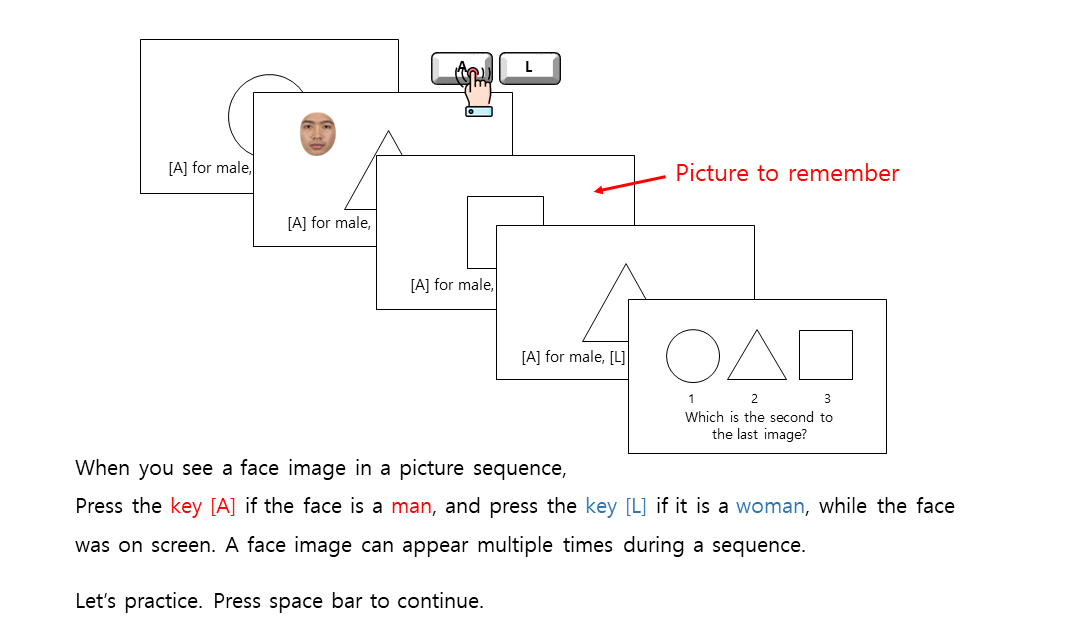 A
L
[A] for male,
Picture to remember
[A] for male,
[A] for male,
[A] for male, [L]
1 2 3
Which is the second to
the last image?
When you see a face image in a picture sequence,
Press the key [A] if the face is a man, and press the key [L] if it is a woman, while the face
was on screen. A face image can appear multiple times during a sequence.
Let’s practice. Press space bar to continue.